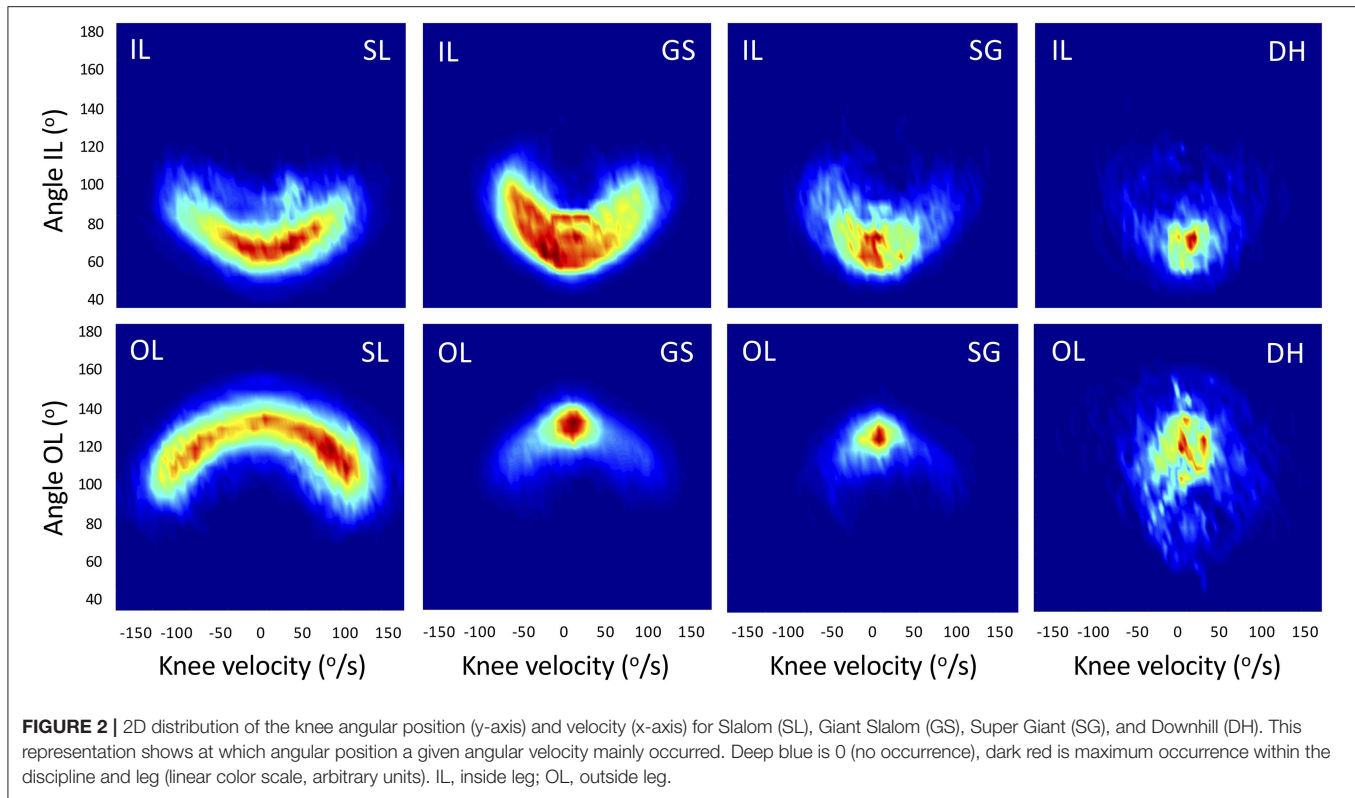 180
160
140
120
100
80
60
40
Angle IL (°)
IL SL
IL GS
IL SG
IL DH
180
160
140
120
100
80
60
40
Angle OL (°)
OL SL
OL GS
OL SG
OL DH
-150 -100 -50 0 50 100 150
-100 -50 0 50 100 150
-100 -50 0 50 100 150
-150 -100 -50 0 50 100 150
Knee velocity (°/s)
Knee velocity (°/s)
Knee velocity (°/s)
Knee velocity (°/s)
FIGURE 2 | 2D distribution of the knee angular position (y-axis) and velocity (x-axis) for Slalom (SL), Giant Slalom (GS), Super Giant (SG), and Downhill (DH). This
representation shows at which angular position a given angular velocity mainly occurred. Deep blue is 0 (no occurrence), dark red is maximum occurrence within the
discipline and leg (linear color scale, arbitrary units). IL, inside leg; OL, outside leg.